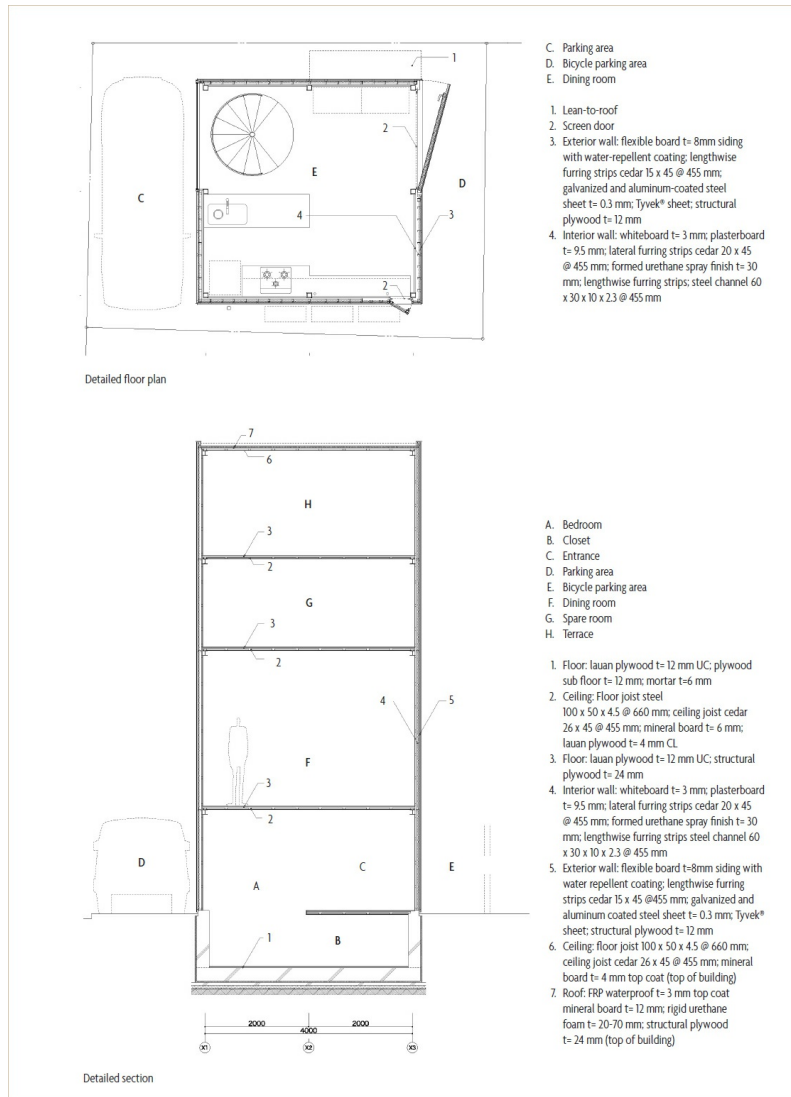 C. Parking area
D. Bicycle parking area
E. Dining room
1. Lean-to-roof
2. Screen door
3. Exterior wall: flexible board t= 8mm siding
with water-repellent coating; lengthwise
furring strips cedar 15 x 45 @ 455 mm;
galvanized and aluminum-coated steel
sheet t= 0.3 mm; Tyvek® sheet; structural
plywood t= 12 mm
4. Interior wall: whiteboard t= 3 mm; plasterboard
t= 9.5 mm; lateral furring strips cedar 20 x 45
@ 455 mm; formed urethane spray finish t= 30
mm; lengthwise furring strips; steel channel 60
x 30 x 10 x 2.3 @ 455 mm
1
2
E
C
D
4
3
2
Detailed floor plan
7
6
H
3
2
G
3
2
4
5
F
3
2
D
A
C
E
B
1
2000
2000
4000
X1
X2
X3
Detailed section
A. Bedroom
B. Closet
C. Entrance
D. Parking area
E. Bicycle parking area
F. Dining room
G. Spare room
H. Terrace
1. Floor: lauan plywood t= 12 mm UC; plywood
sub floor t= 12 mm; mortar t=6 mm
2. Ceiling: Floor joist steel
100 x 50 x 4.5 @ 660 mm; ceiling joist cedar
26 x 45 @ 455 mm; mineral board t= 6 mm;
lauan plywood t= 4 mm CL
3. Floor: lauan plywood t= 12 mm UC; structural
plywood t= 24 mm
4. Interior wall: whiteboard t= 3 mm; plasterboard
t= 9.5 mm; lateral furring strips cedar 20 x 45
@ 455 mm; formed urethane spray finish t= 30
mm; lengthwise furring strips steel channel 60
x 30 x 10 x 2.3 @ 455 mm
5. Exterior wall: flexible board t=8mm siding with
water repellent coating; lengthwise furring
strips cedar 15 x 45 @455 mm; galvanized and
aluminum coated steel sheet t= 0.3 mm; Tyvek®
sheet; structural plywood t= 12 mm
6. Ceiling: floor joist 100 x 50 x 4.5 @ 660 mm;
ceiling joist cedar 26 x 45 @ 455 mm; mineral
board t= 4 mm top coat (top of building)
7. Roof: FRP waterproof t= 3 mm top coat
mineral board t= 12 mm; rigid urethane
foam t= 20-70 mm; structural plywood
t= 24 mm (top of building)